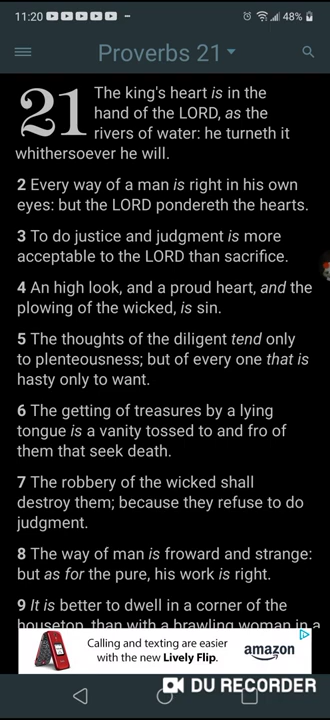 11:20 48%
Proverbs 21
21 The king's heart is in the
hand of the LORD, as the
rivers of water: he turneth it
whithersoever he will.
2 Every way of a man is right in his own
eyes: but the LORD pondereth the hearts.
3 To do justice and judgment is more
acceptable to the LORD than sacrifice.
4 An high look, and a proud heart, and the
plowing of the wicked, is sin.
5 The thoughts of the diligent tend only
to plenteousness; but of every one that is
hasty only to want.
6 The getting of treasures by a lying
tongue is a vanity tossed to and fro of
them that seek death.
7 The robbery of the wicked shall
destroy them; because they refuse to do
judgment.
8 The way of man is froward and strange:
but as for the pure, his work is right.
9 It is better to dwell in a corner of the
housetop, than with a brawling woman in a
Calling and texting are easier
with the new Lively Flip.
amazon
DU RECORDER